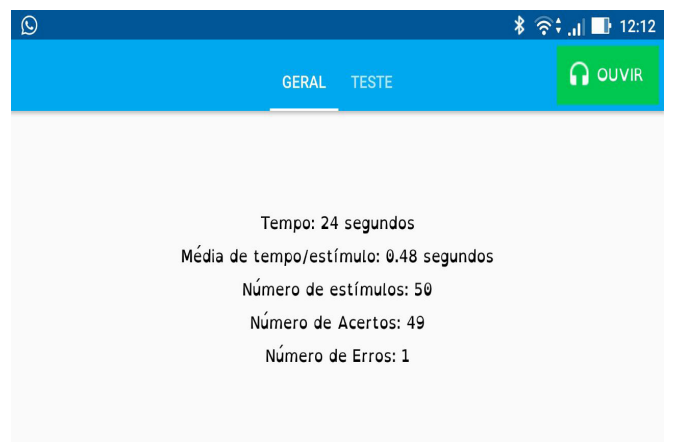 12:12
GERAL TESTE OUVIR
Tempo: 24 segundos
Média de tempo/estímulo: 0.48 segundos
Número de estímulos: 50
Número de Acertos: 49
Número de Erros: 1